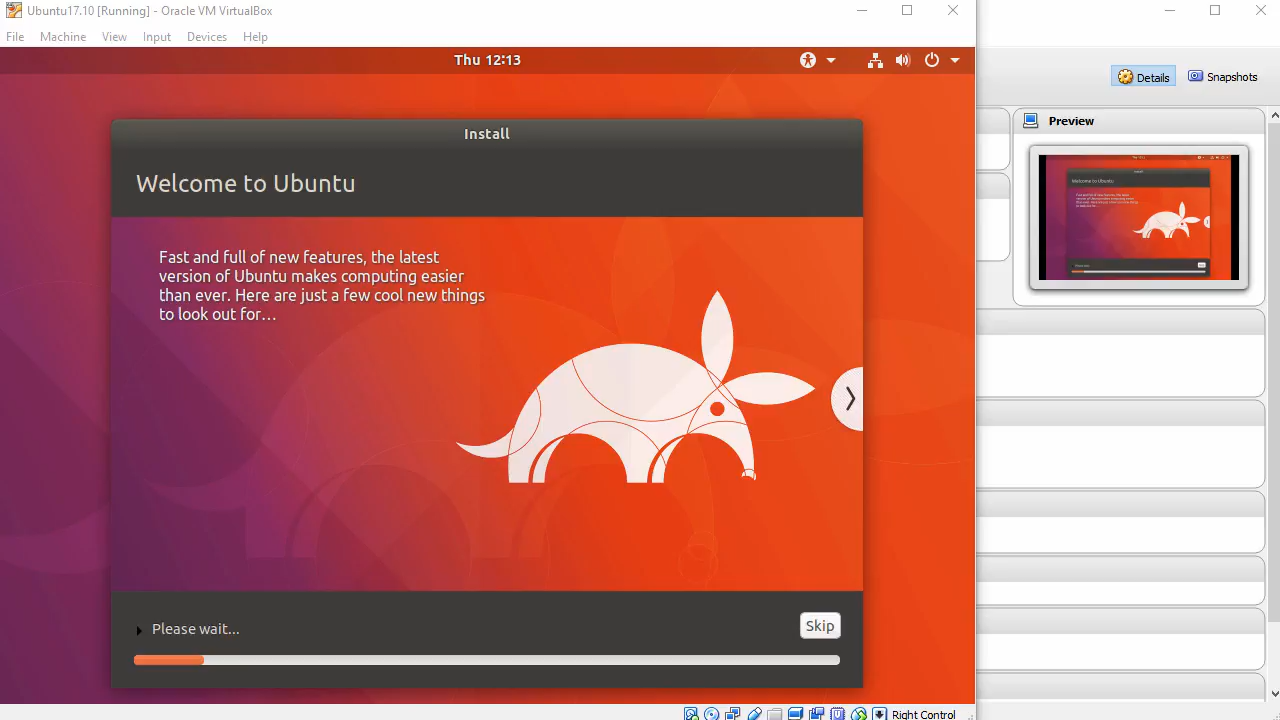 Ubuntu17.10 [Running] - Oracle VM VirtualBox
File Machine View Input Devices Help
Thu 12:13
Details Snapshots
Preview
Install
Welcome to Ubuntu
Fast and full of new features, the latest
version of Ubuntu makes computing easier
than ever. Here are just a few cool new things
to look out for…
Please wait...
Skip
Right Control